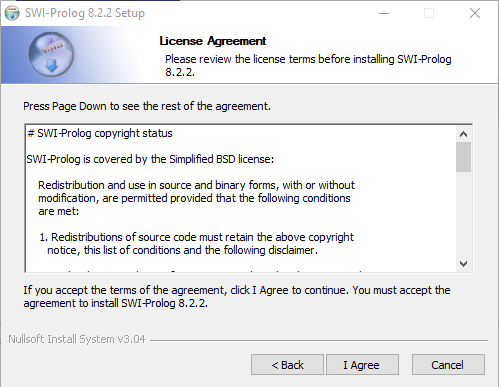 SWI-Prolog 8.2.2 Setup
License Agreement
Please review the license terms before installing SWI-Prolog
8.2.2.
Press Page Down to see the rest of the agreement.
# SWI-Prolog copyright status
SWI-Prolog is covered by the Simplified BSD license:
Redistribution and use in source and binary forms, with or without
modification, are permitted provided that the following conditions
are met:
1. Redistributions of source code must retain the above copyright
notice, this list of conditions and the following disclaimer.
If you accept the terms of the agreement, click I Agree to continue. You must accept the
agreement to install SWI-Prolog 8.2.2.
Nullsoft Install System v3.04
< Back
I Agree
Cancel